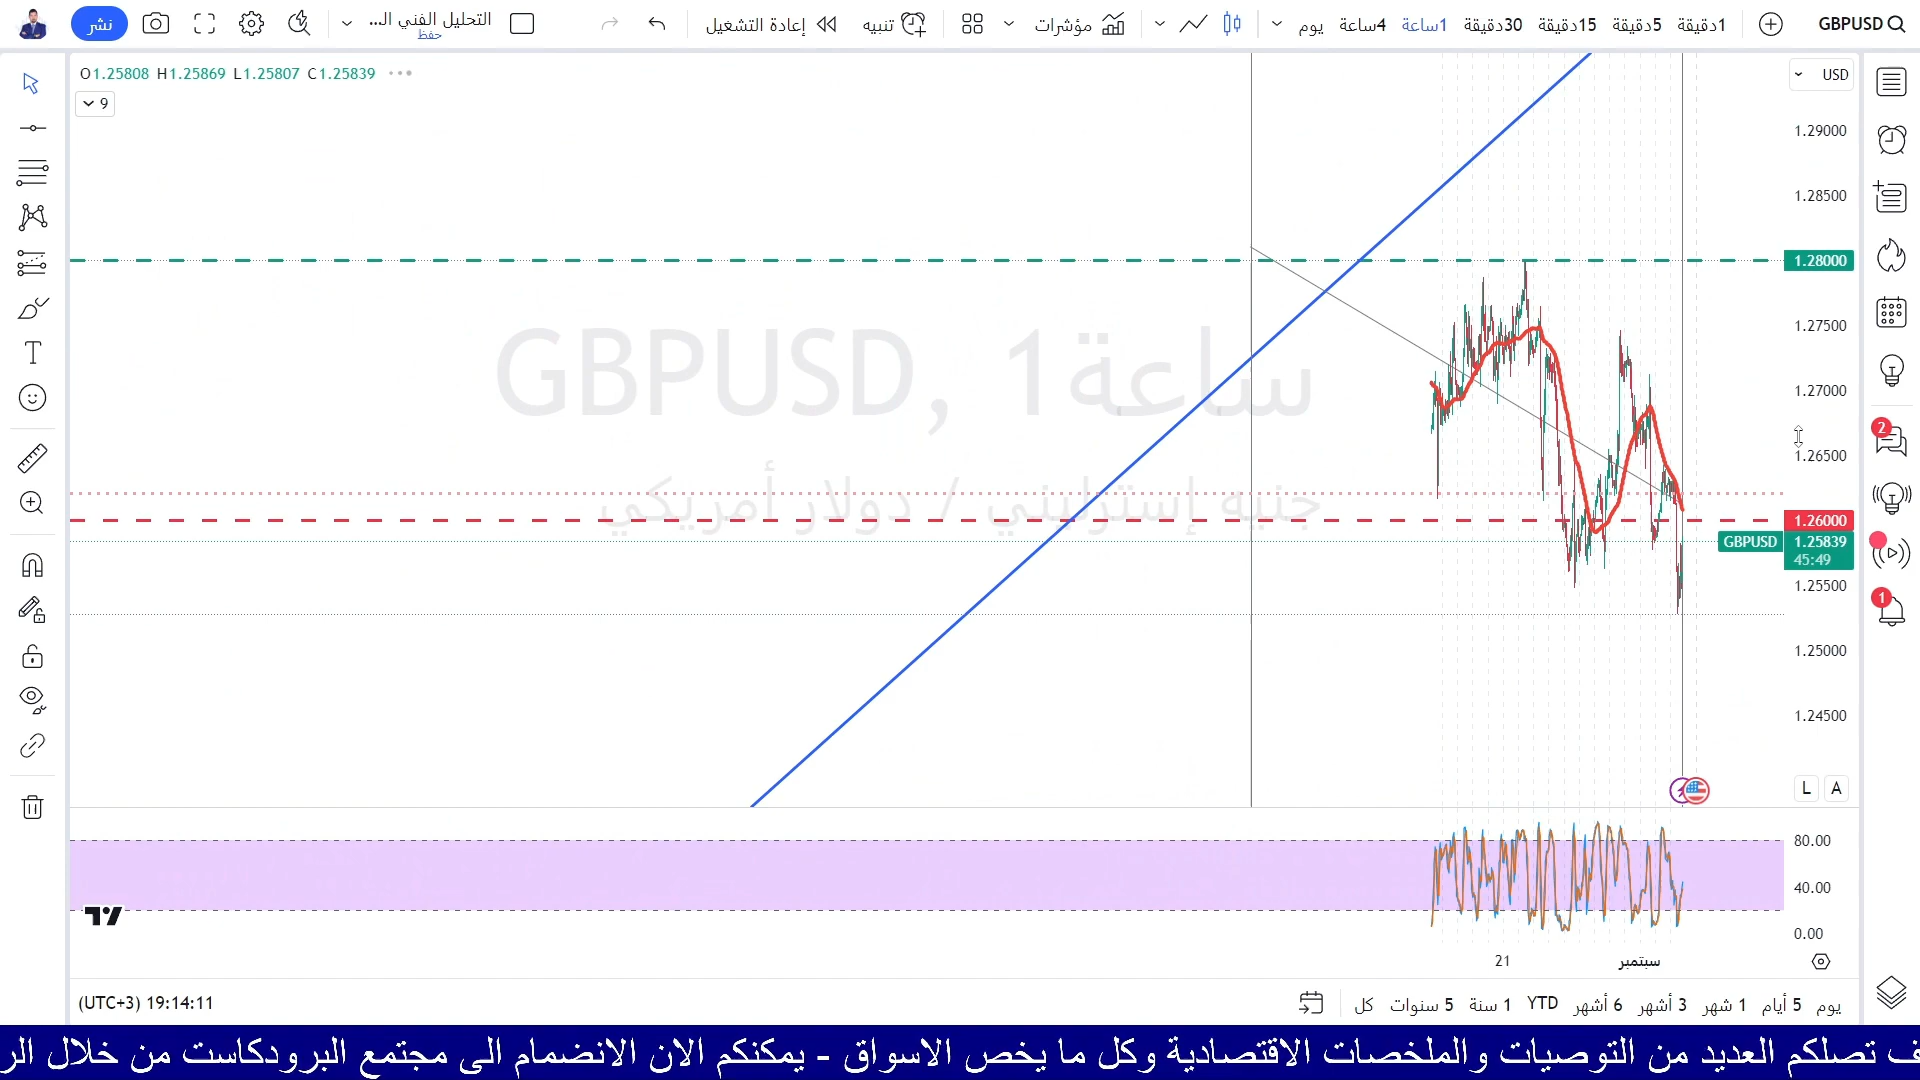 نشر
التحليل الفني الـ...
حفظ
إعادة التشغيل
تنبيه
مؤشرات
يوم
4ساعة
1ساعة
30دقيقة
15دقيقة
5دقيقة
1دقيقة
GBPUSD
O1.25808 H1.25869 L1.25807 C1.25839
9
USD
1.29000
1.28500
1.28000
1.27500
1.27000
1.26500
1.26000
GBPUSD 1.25839
45:49
1.25500
1.25000
1.24500
GBPUSD, 1ساعة
جنيه إسترليني / دولار أمريكي
2
1
L A
80.00
40.00
0.00
21
سبتمبر
19:14:11 (UTC+3)
كل
5 سنوات
1 سنة
YTD
6 أشهر
3 أشهر
1 شهر
5 أيام
يوم
ف تصلكم العديد من التوصيات والملخصات الاقتصادية وكل ما يخص الاسواق - يمكنكم الان الانضمام الى مجتمع البرودكاست من خلال الر